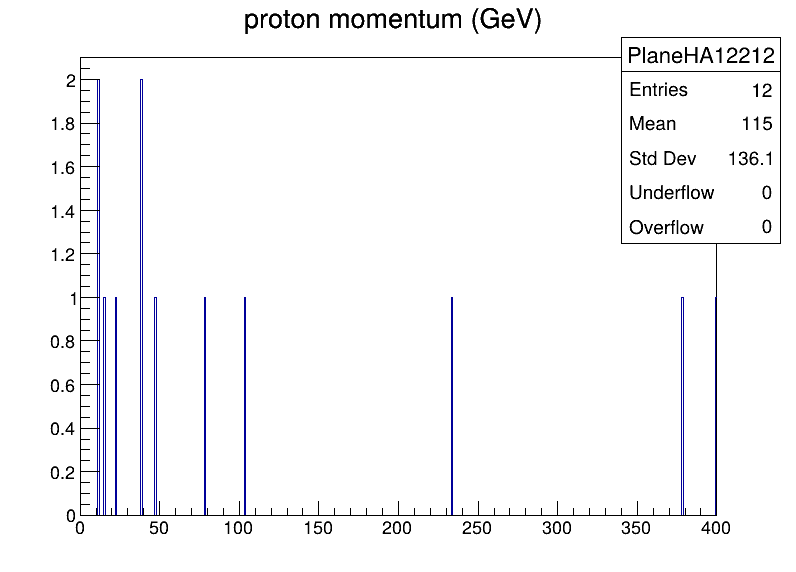 proton momentum (GeV)
PlaneHA12212
Entries 12
Mean 115
Std Dev 136.1
Underflow 0
Overflow 0
2
1.8
1.6
1.4
1.2
1
0.8
0.6
0.4
0.2
0
0 50 100 150 200 250 300 350 400